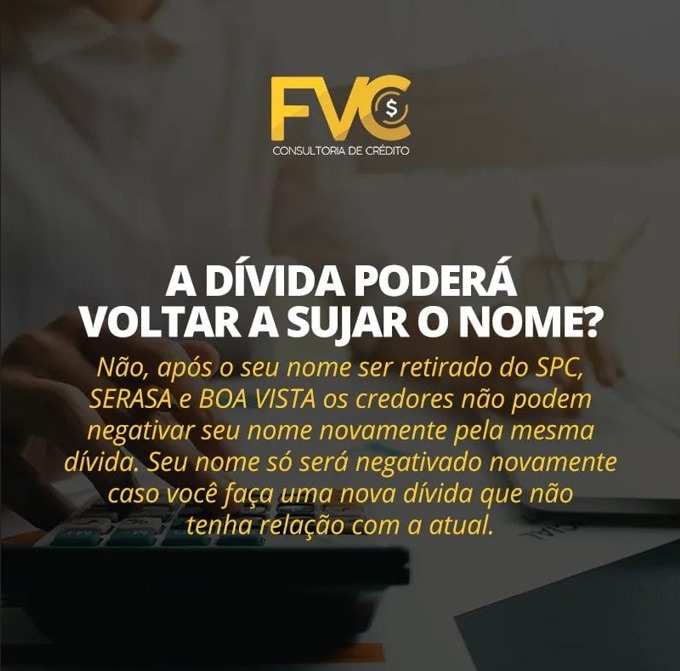 FVC
$
CONSULTORIA DE CRÉDITO
A DÍVIDA PODERÁ
VOLTAR A SUJAR O NOME?
Não, após o seu nome ser retirado do SPC,
SERASA e BOA VISTA os credores não podem
negativar seu nome novamente pela mesma
dívida. Seu nome só será negativado novamente
caso você faça uma nova dívida que não
tenha relação com a atual.